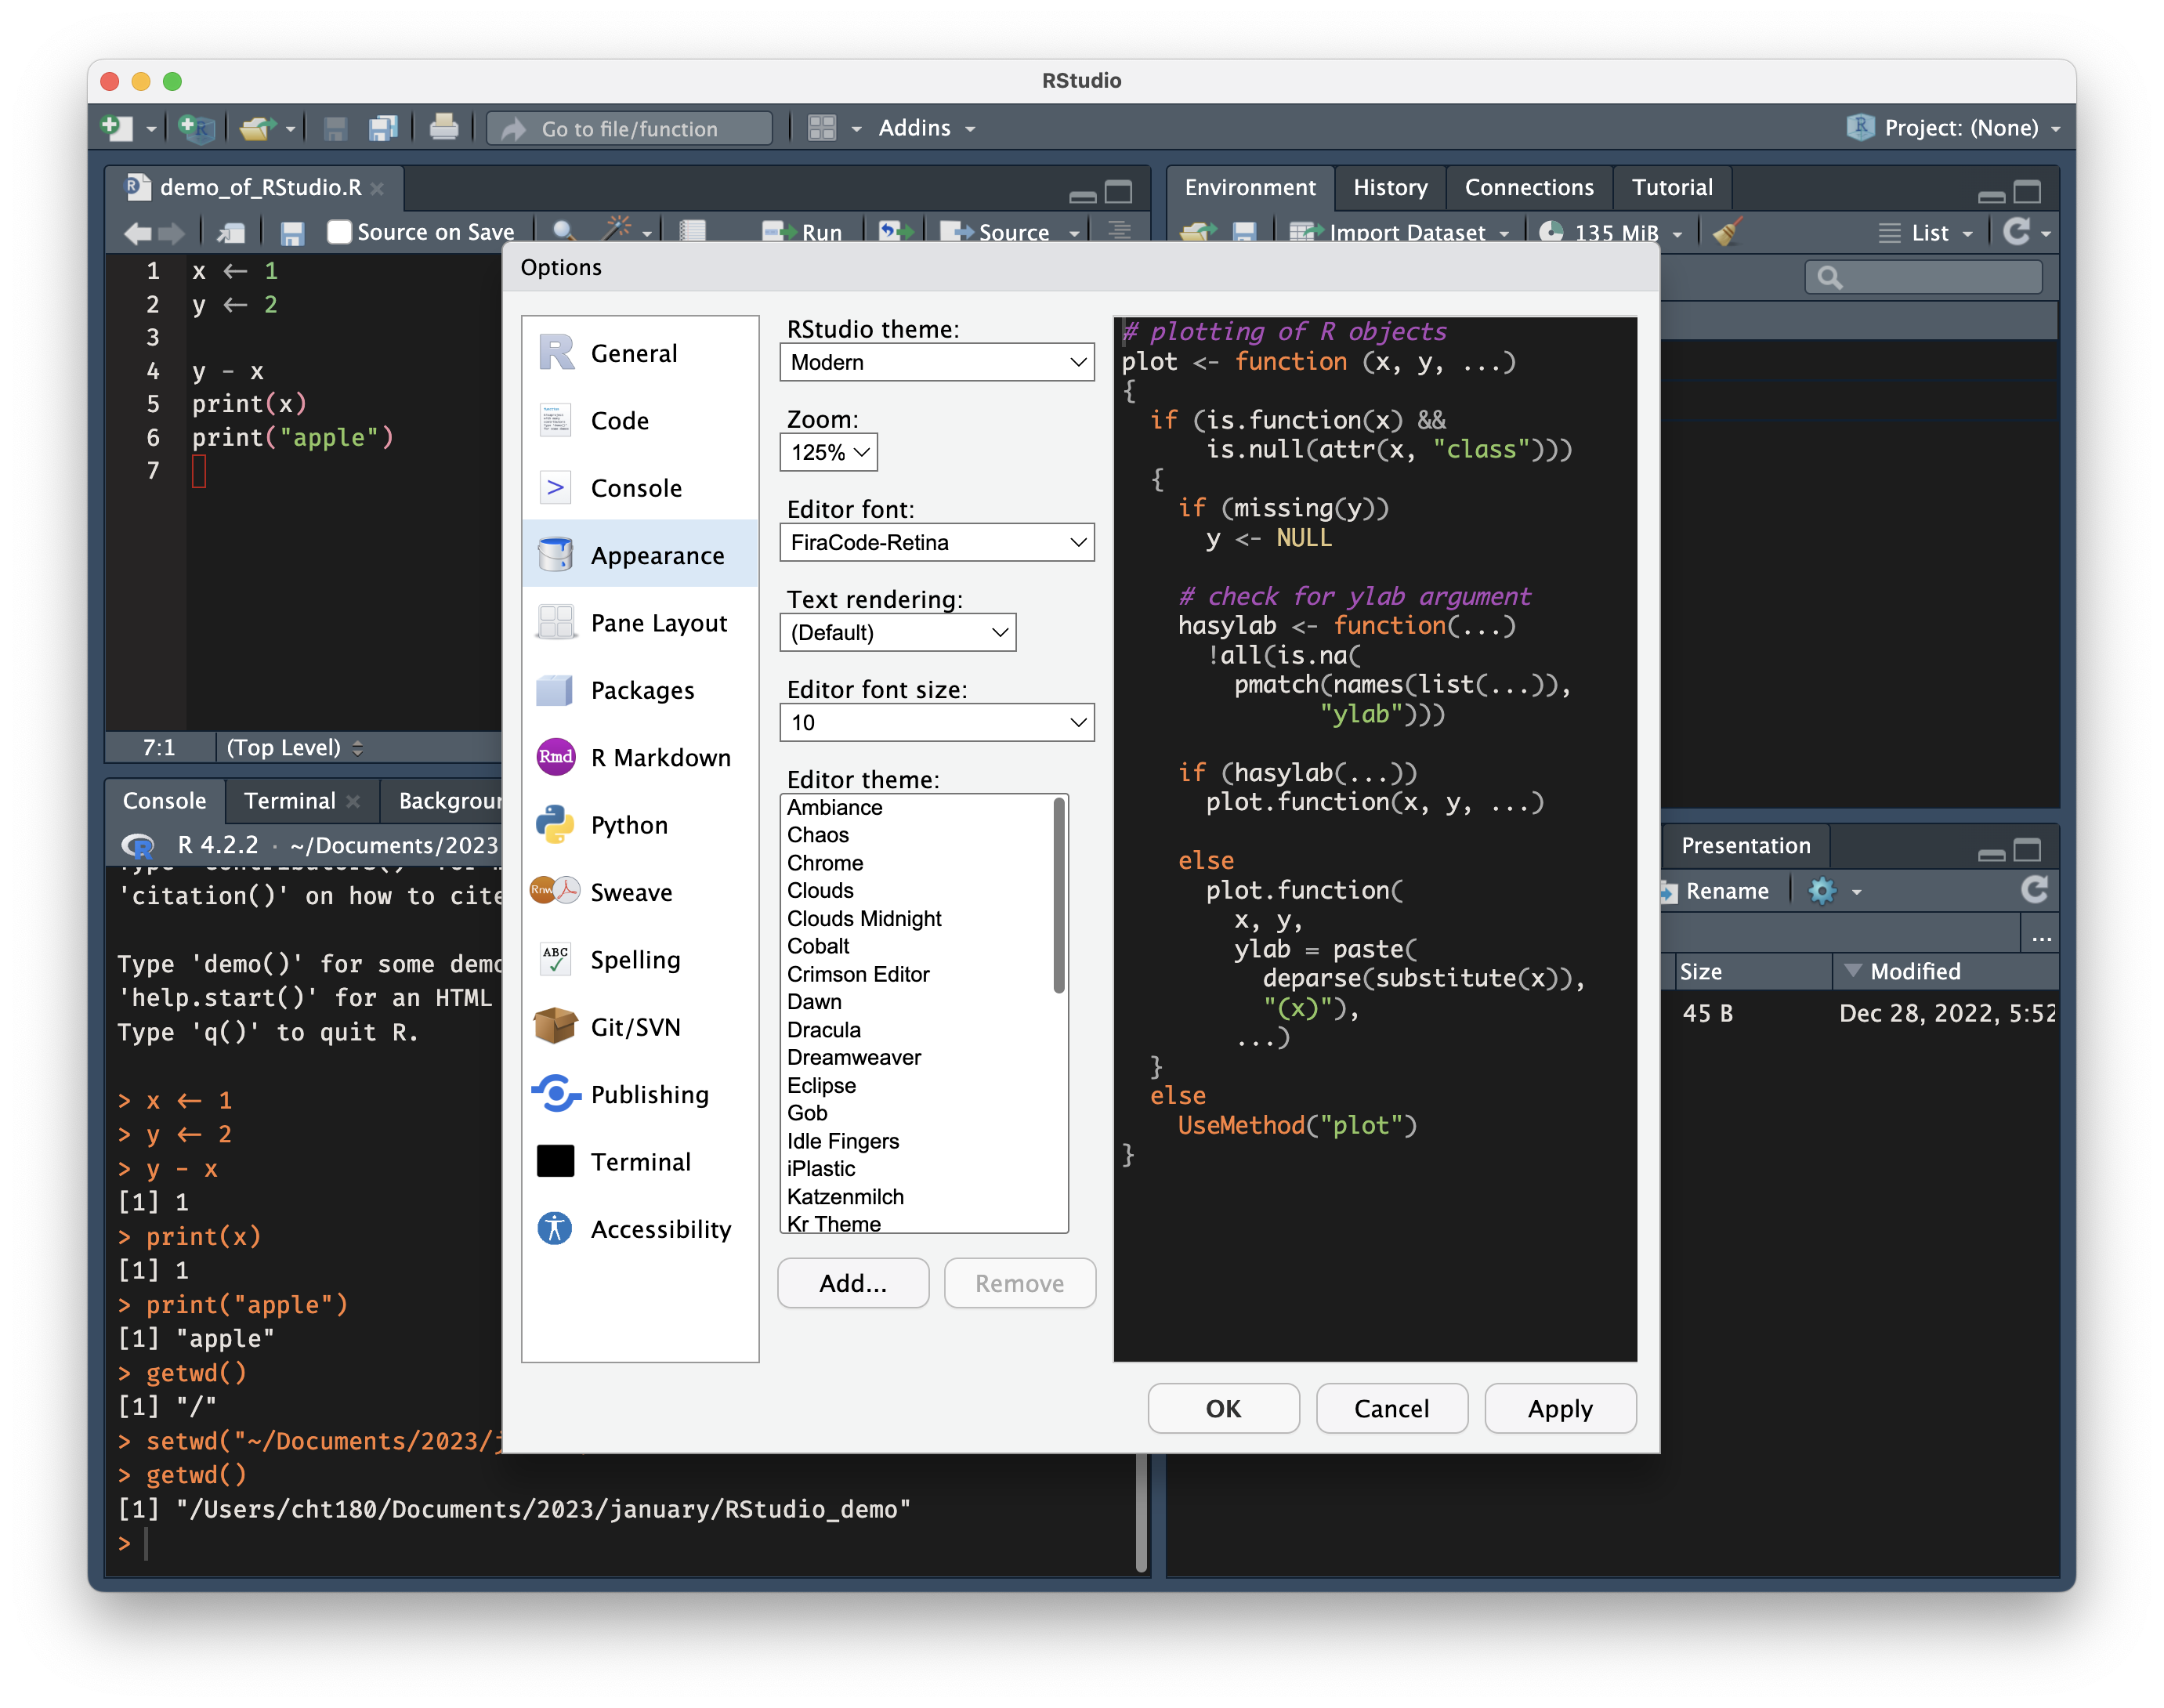 RStudio
Go to file/function
Addins
Project: (None)
demo_of_RStudio.R
Source on Save
Run
Source
1 x ← 1
2 y ← 2
3
4 y - x
5 print(x)
6 print("apple")
7
7:1 (Top Level)
Environment History Connections Tutorial
Import Dataset
135 MiB
List
Console Terminal
R 4.2.2 · ~/Documents/2023
'citation()' on how to cite
Type 'demo()' for some demo
'help.start()' for an HTML
Type 'q()' to quit R.
> x ← 1
> y ← 2
> y - x
[1] 1
> print(x)
[1] 1
> print("apple")
[1] "apple"
> getwd()
[1] "/"
> setwd("~/Documents/2023/
> getwd()
[1] "/Users/cht180/Documents/2023/january/RStudio_demo"
>
Presentation
Rename
...
Size Modified
45 B Dec 28, 2022, 5:52
Options
R General
Code
> Console
Appearance
Pane Layout
Packages
Rmd R Markdown
Python
Rnw Sweave
ABC Spelling
Git/SVN
Publishing
Terminal
Accessibility
RStudio theme:
Modern
Zoom:
125%
Editor font:
FiraCode-Retina
Text rendering:
(Default)
Editor font size:
10
Editor theme:
Ambiance
Chaos
Chrome
Clouds
Clouds Midnight
Cobalt
Crimson Editor
Dawn
Dracula
Dreamweaver
Eclipse
Gob
Idle Fingers
iPlastic
Katzenmilch
Kr Theme
Add...
Remove
# plotting of R objects
plot <- function (x, y, ...)
{
if (is.function(x) &&
is.null(attr(x, "class")))
{
if (missing(y))
y <- NULL
# check for ylab argument
hasylab <- function(...)
!all(is.na(
pmatch(names(list(...)),
"ylab")))
if (hasylab(...))
plot.function(x, y, ...)
else
plot.function(
x, y,
ylab = paste(
deparse(substitute(x)),
"(x)"),
...)
}
else
UseMethod("plot")
}
OK
Cancel
Apply